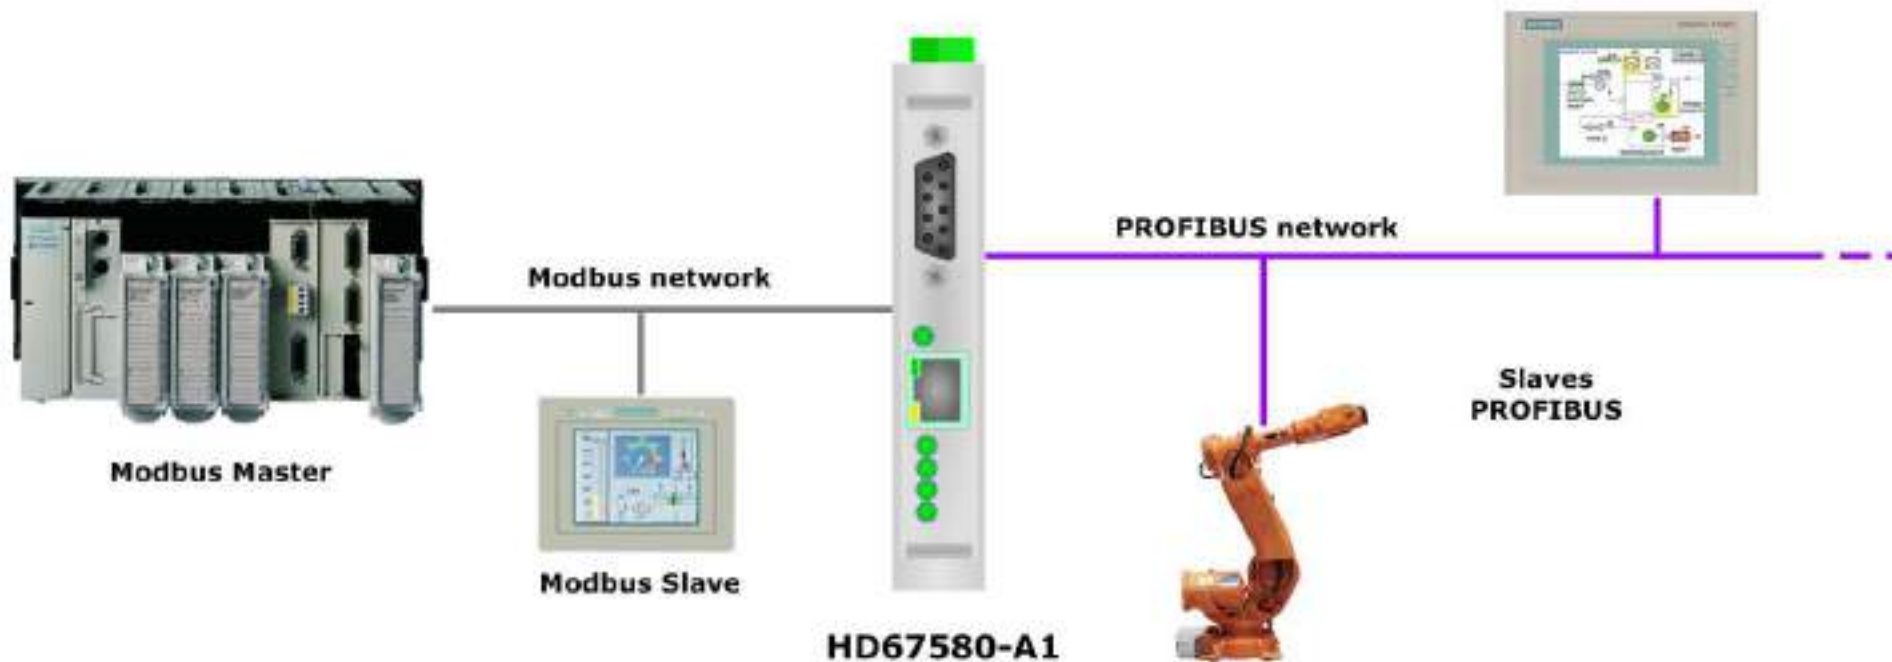 PROFIBUS network
Modbus network
Slaves
PROFIBUS
Modbus Master
Modbus Slave
HD67580-A1